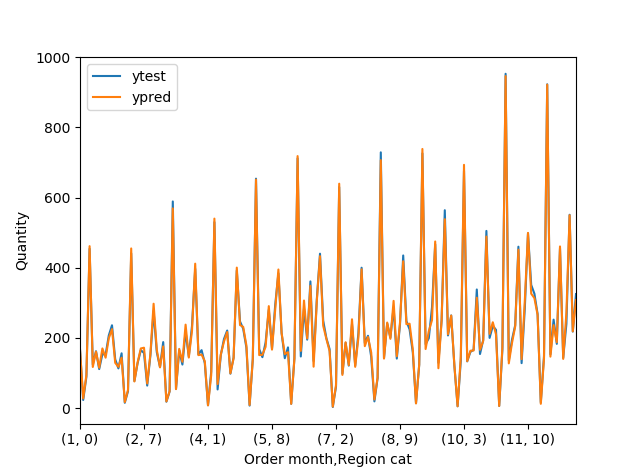 ytest
ypred
1000
800
600
400
200
0
Quantity
(1, 0) (2, 7) (4, 1) (5, 8) (7, 2) (8, 9) (10, 3) (11, 10)
Order month,Region cat